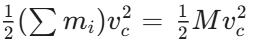 ½(∑ mᵢ)v_c² = ½Mv_c²